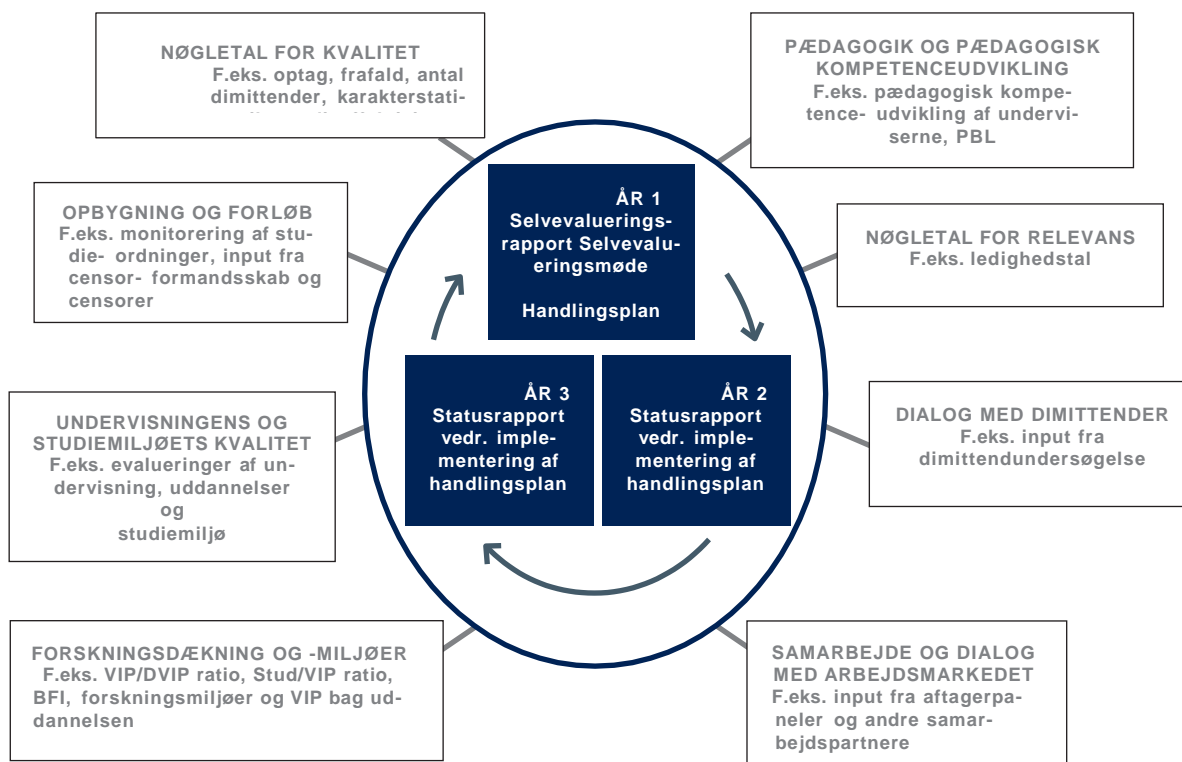 NØGLETAL FOR KVALITET
F.eks. optag, frafald, antal
dimittender, karakterstati-
PÆDAGOGIK OG PÆDAGOGISK
KOMPETENCEUDVIKLING
F.eks. pædagogisk kompe-
tence- udvikling af undervi-
serne, PBL
OPBYGNING OG FORLØB
F.eks. monitorering af stu-
die- ordninger, input fra
censor- formandsskab og
censorer
ÅR 1
Selvevaluerings-
rapport Selvevalu-
eringsmøde
Handlingsplan
NØGLETAL FOR RELEVANS
F.eks. ledighedstal
UNDERVISNINGENS OG
STUDIEMILJØETS KVALITET
F.eks. evalueringer af un-
dervisning, uddannelser
og
studiemiljø
ÅR 3
Statusrapport
vedr. imple-
mentering af
handlingsplan
ÅR 2
Statusrapport
vedr. imple-
mentering af
handlingsplan
DIALOG MED DIMITTENDER
F.eks. input fra
dimittendundersøgelse
FORSKNINGSDÆKNING OG -MILJØER
F.eks. VIP/DVIP ratio, Stud/VIP ratio,
BFI, forskningsmiljøer og VIP bag ud-
dannelsen
SAMARBEJDE OG DIALOG
MED ARBEJDSMARKEDET
F.eks. input fra aftagerpa-
neler og andre samar-
bejdspartnere